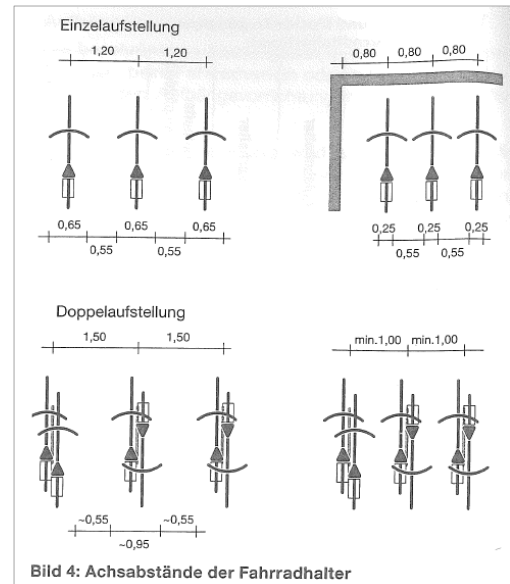 Einzelaufstellung
1,20 1,20
0,80 0,80 0,80
0,65 0,65 0,65
0,55 0,55
0,25 0,25 0,25
0,55 0,55
Doppelaufstellung
1,50 1,50
min.1,00 min.1,00
~0,55 ~0,55
~0,95
Bild 4: Achsabstände der Fahrradhalter